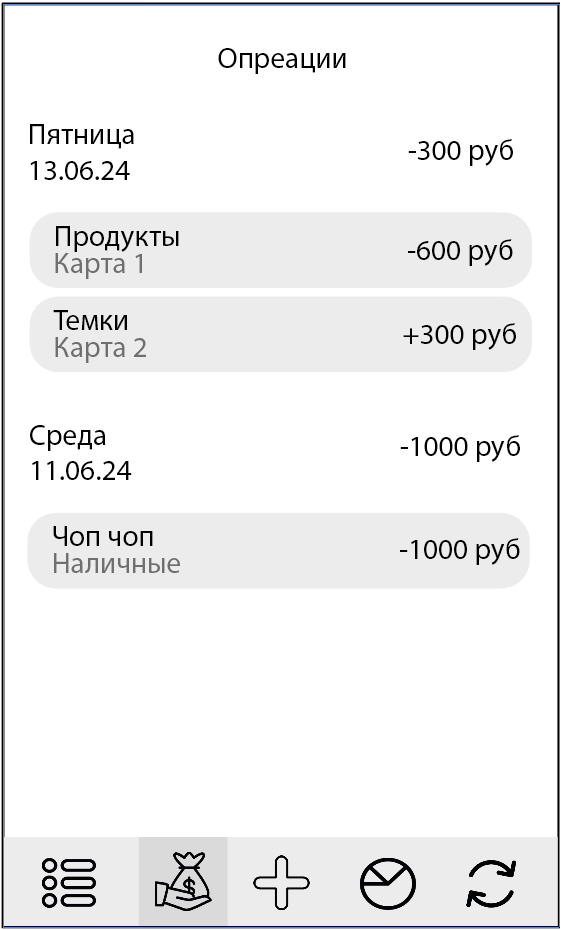 Опреации
Пятница
13.06.24
-300 руб
Продукты
Карта 1
-600 руб
Темки
Карта 2
+300 руб
Среда
11.06.24
-1000 руб
Чоп чоп
Наличные
-1000 руб
$